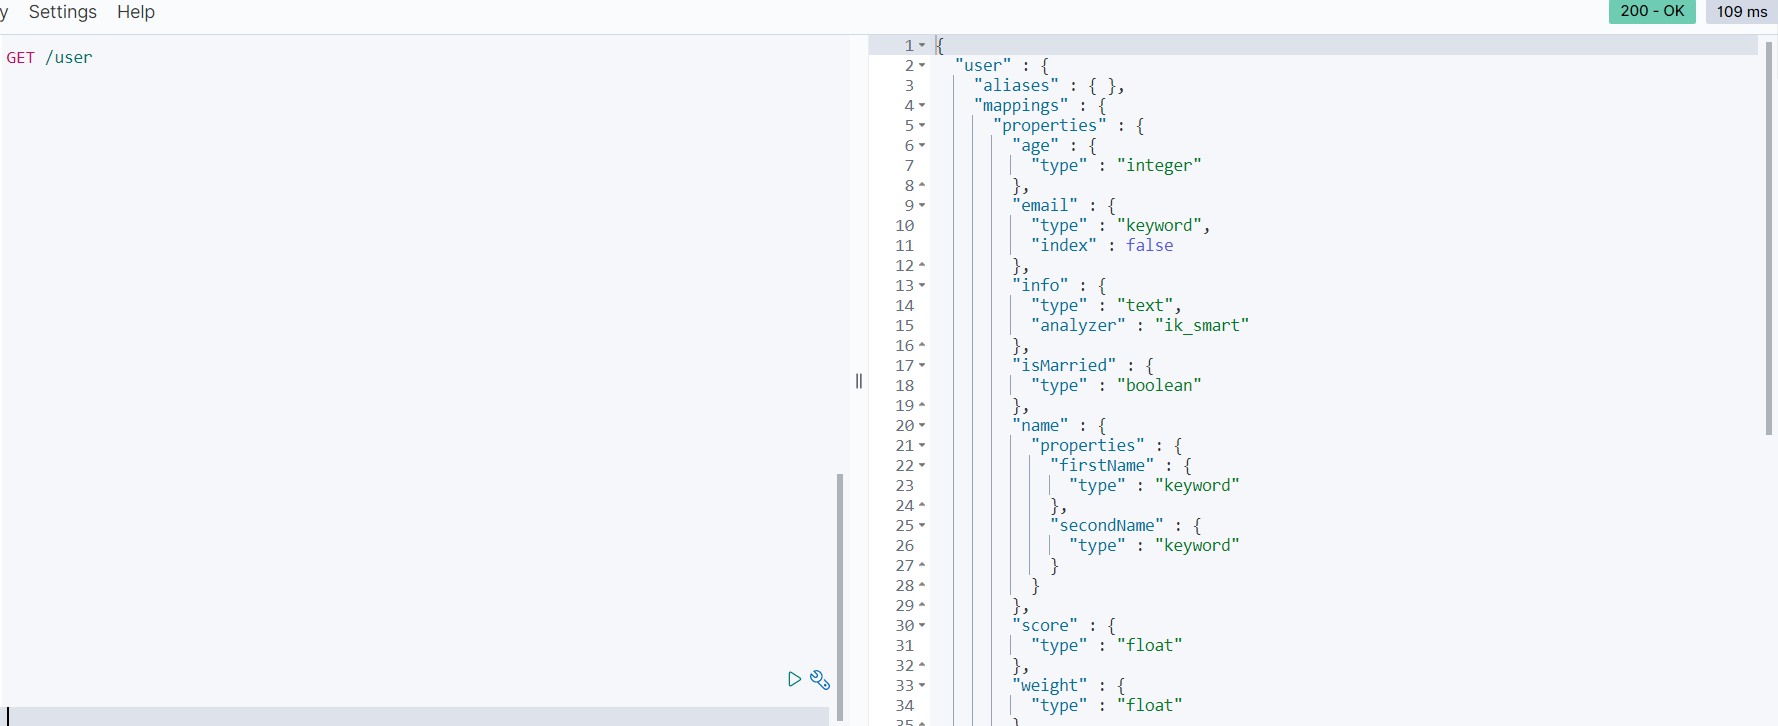 y Settings Help 200 - OK 109 ms
GET /user
1 {
2 "user" : {
3 "aliases" : { },
4 "mappings" : {
5 "properties" : {
6 "age" : {
7 "type" : "integer"
8 },
9 "email" : {
10 "type" : "keyword",
11 "index" : false
12 },
13 "info" : {
14 "type" : "text",
15 "analyzer" : "ik_smart"
16 },
17 "isMarried" : {
18 "type" : "boolean"
19 },
20 "name" : {
21 "properties" : {
22 "firstName" : {
23 "type" : "keyword"
24 },
25 "secondName" : {
26 "type" : "keyword"
27 }
28 }
29 },
30 "score" : {
31 "type" : "float"
32 },
33 "weight" : {
34 "type" : "float"
35 }